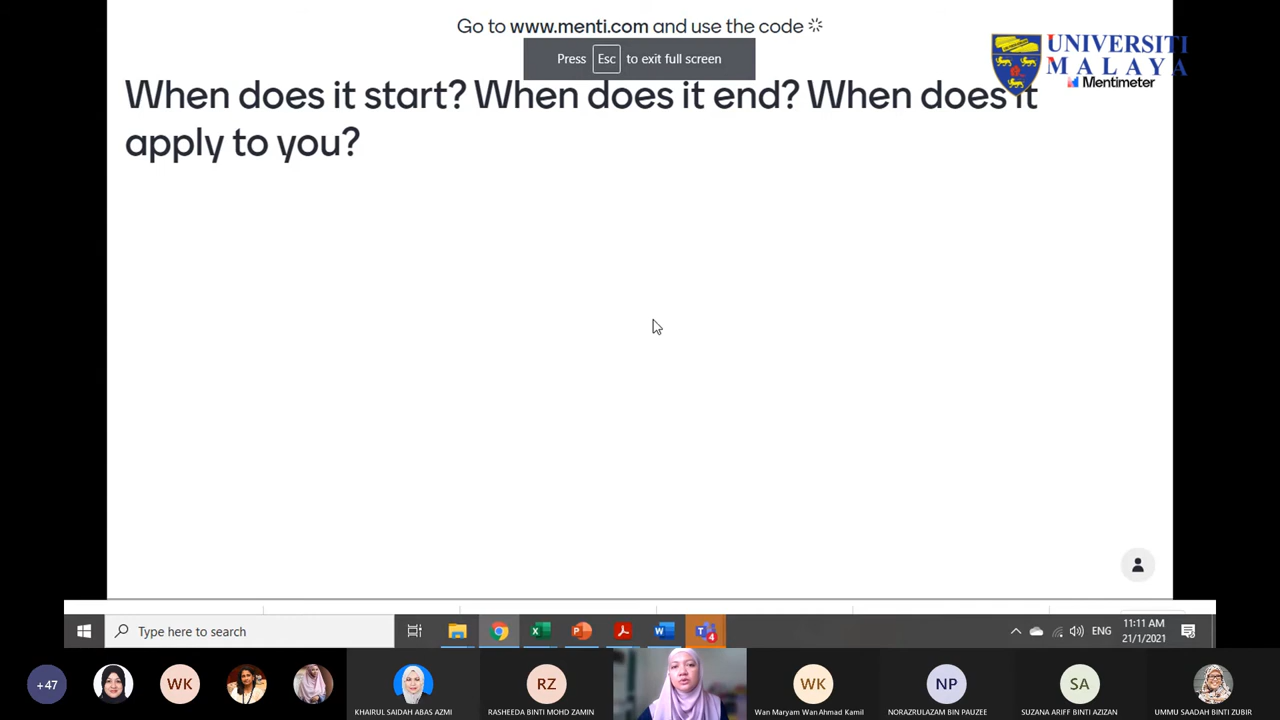 Go to www.menti.com and use the code
Press Esc to exit full screen
UNIVERSITI
MALAYA
Mentimeter
When does it start? When does it end? When does it
apply to you?
Type here to search
4
ENG
11:11 AM
21/1/2021
+47
WK
KHAIRUL SAIDAH ABAS AZMI
RZ
RASHEEDA BINTI MOHD ZAMIN
WK
Wan Maryam Wan Ahmad Kamil
NP
NORAZRULAZAM BIN PAUZEE
SA
SUZANA ARIFF BINTI AZIZAN
UMMU SAADAH BINTI ZUBIR